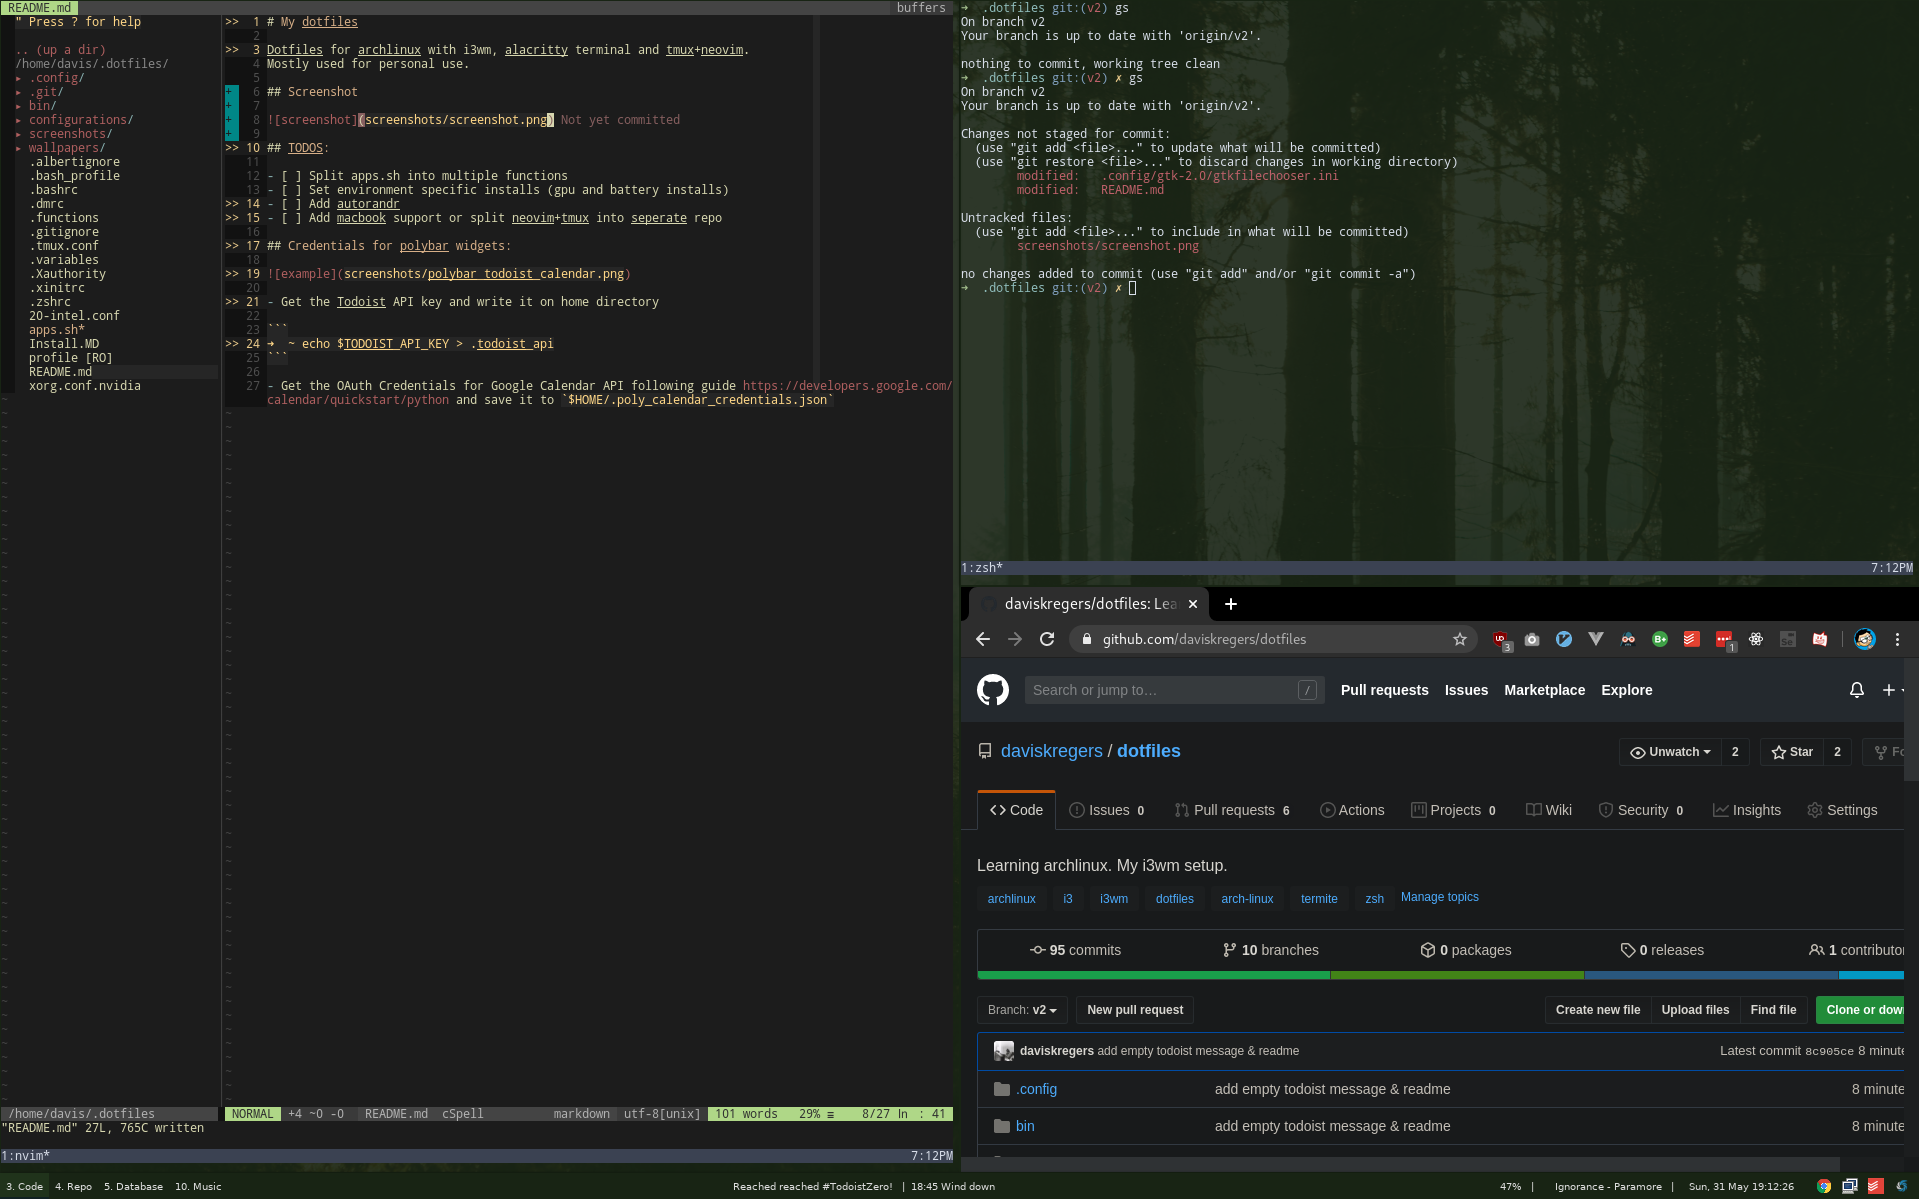 README.md
buffers
" Press ? for help
.. (up a dir)
/home/davis/.dotfiles/
▸ .config/
▸ .git/
▸ bin/
▸ configurations/
▸ screenshots/
▸ wallpapers/
.albertignore
.bash_profile
.bashrc
.dmrc
.functions
.gitignore
.tmux.conf
.variables
.Xauthority
.xinitrc
.zshrc
20-intel.conf
apps.sh*
Install.MD
profile [RO]
README.md
xorg.conf.nvidia
>> 1 # My dotfiles
2
>> 3 Dotfiles for archlinux with i3wm, alacritty terminal and tmux+neovim.
4 Mostly used for personal use.
5
+ 6 ## Screenshot
+ 7
+ 8 ![screenshot](screenshots/screenshot.png) Not yet committed
+ 9
>> 10 ## TODOS:
11
12 - [ ] Split apps.sh into multiple functions
13 - [ ] Set environment specific installs (gpu and battery installs)
>> 14 - [ ] Add autorandr
>> 15 - [ ] Add macbook support or split neovim+tmux into seperate repo
16
>> 17 ## Credentials for polybar widgets:
18
>> 19 ![example](screenshots/polybar_todoist_calendar.png)
20
>> 21 - Get the Todoist API key and write it on home directory
22
23 ```
>> 24 ➜  ~ echo $TODOIST_API_KEY > .todoist_api
25 ```
26
27 - Get the OAuth Credentials for Google Calendar API following guide https://developers.google.com/
calendar/quickstart/python and save it to `$HOME/.poly_calendar_credentials.json`
/home/davis/.dotfiles
NORMAL +4 ~0 -0 README.md cSpell markdown utf-8[unix] 101 words 29% ≡ 8/27 ln : 41
"README.md" 27L, 765C written
1:nvim* 7:12PM
➜  .dotfiles git:(v2) gs
On branch v2
Your branch is up to date with 'origin/v2'.
nothing to commit, working tree clean
➜  .dotfiles git:(v2) ✗ gs
On branch v2
Your branch is up to date with 'origin/v2'.
Changes not staged for commit:
(use "git add <file>..." to update what will be committed)
(use "git restore <file>..." to discard changes in working directory)
modified:   .config/gtk-2.0/gtkfilechooser.ini
modified:   README.md
Untracked files:
(use "git add <file>..." to include in what will be committed)
screenshots/screenshot.png
no changes added to commit (use "git add" and/or "git commit -a")
➜  .dotfiles git:(v2) ✗
1:zsh* 7:12PM
daviskregers/dotfiles: Lea
github.com/daviskregers/dotfiles
3
1
Search or jump to… /
Pull requests Issues Marketplace Explore
daviskregers / dotfiles
Unwatch 2 Star 2 Fo
Code Issues 0 Pull requests 6 Actions Projects 0 Wiki Security 0 Insights Settings
Learning archlinux. My i3wm setup.
archlinux i3 i3wm dotfiles arch-linux termite zsh Manage topics
95 commits 10 branches 0 packages 0 releases 1 contributor
Branch: v2 New pull request Create new file Upload files Find file Clone or dow
daviskregers add empty todoist message & readme Latest commit 8c905ce 8 minute
.config add empty todoist message & readme 8 minute
bin add empty todoist message & readme 8 minute
3. Code 4. Repo 5. Database 10. Music
Reached reached #TodoistZero! | 18:45 Wind down
47% | Ignorance - Paramore | Sun, 31 May 19:12:26